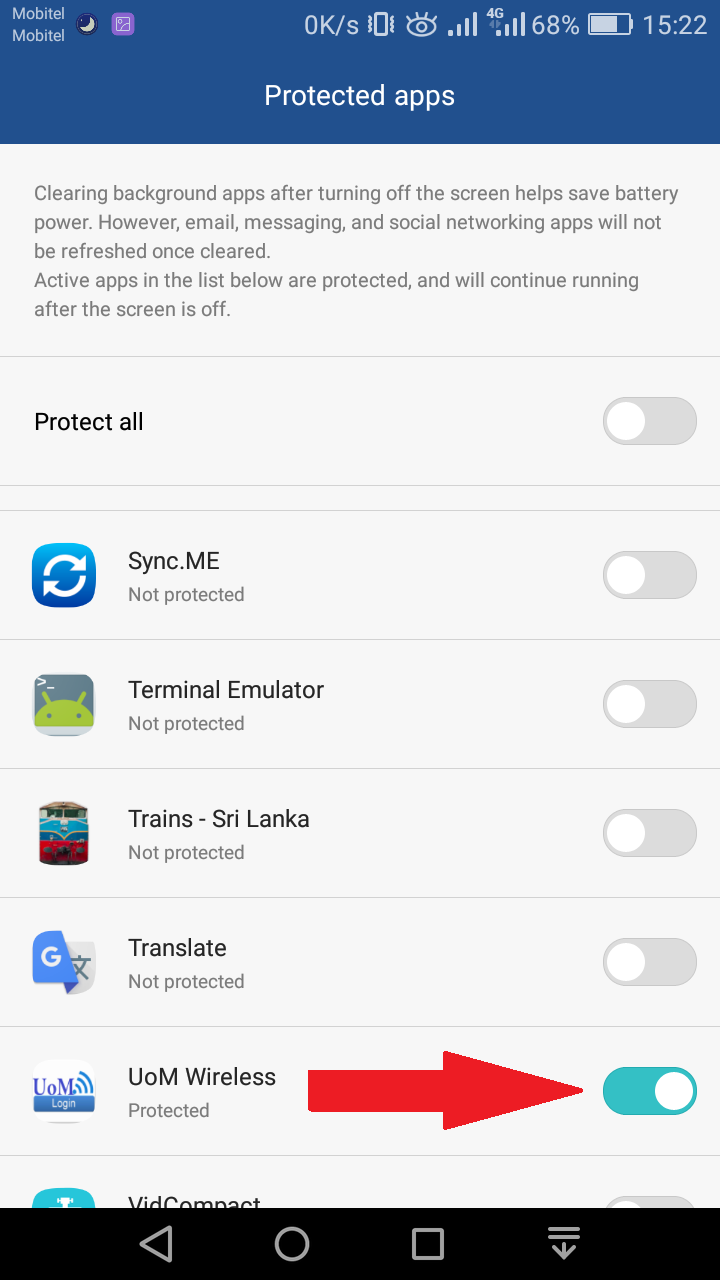 Mobitel
Mobitel
0K/s 4G 68% 15:22
Protected apps
Clearing background apps after turning off the screen helps save battery
power. However, email, messaging, and social networking apps will not
be refreshed once cleared.
Active apps in the list below are protected, and will continue running
after the screen is off.
Protect all
Sync.ME
Not protected
>_
Terminal Emulator
Not protected
Trains - Sri Lanka
Not protected
G 文
Translate
Not protected
UoM
Login
UoM Wireless
Protected
VidCompact